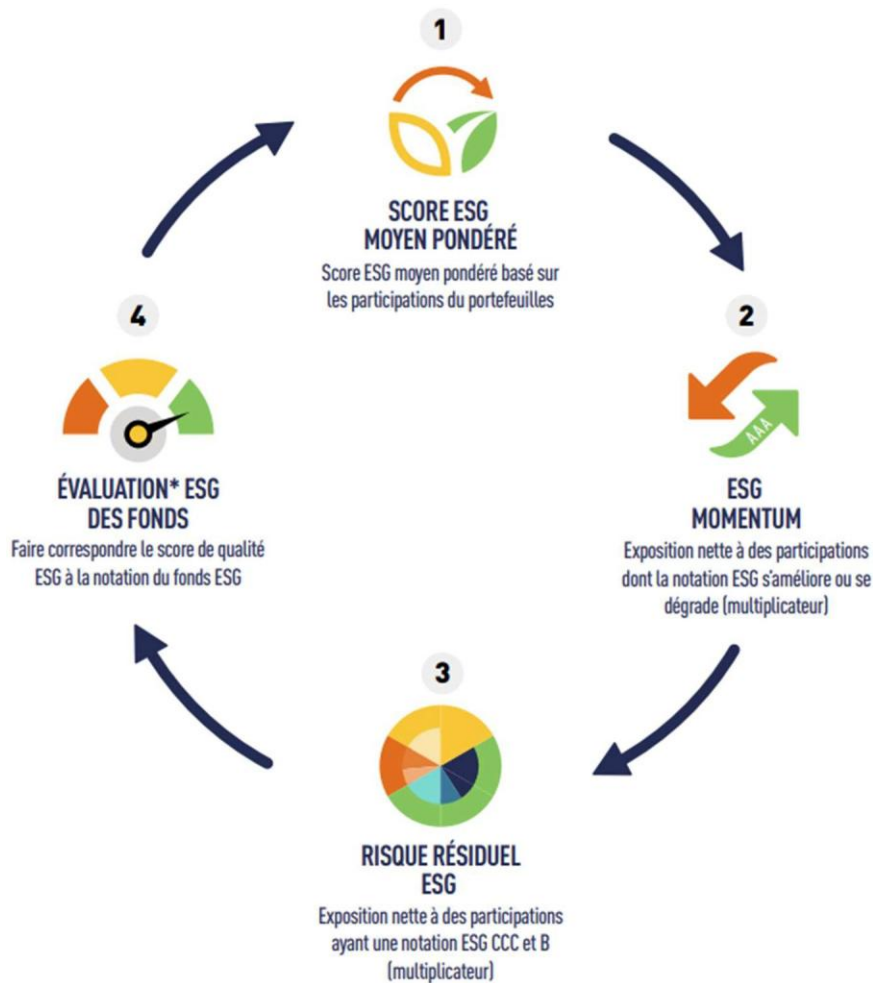 1
SCORE ESG
MOYEN PONDÉRÉ
Score ESG moyen pondéré basé sur
les participations du portefeuilles
2
AAA
ESG
MOMENTUM
Exposition nette à des participations
dont la notation ESG s'améliore ou se
dégrade (multiplicateur)
3
RISQUE RÉSIDUEL
ESG
Exposition nette à des participations
ayant une notation ESG CCC et B
(multiplicateur)
4
ÉVALUATION* ESG
DES FONDS
Faire correspondre le score de qualité
ESG à la notation du fonds ESG